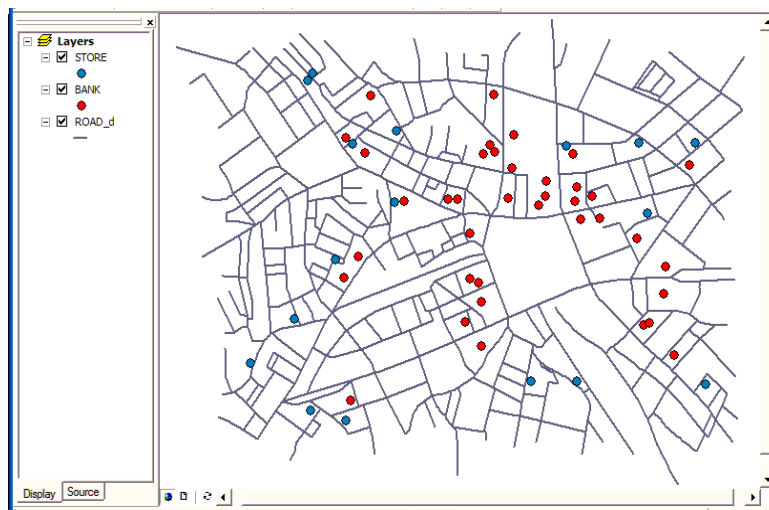 Layers
STORE
BANK
ROAD_d
Display
Source